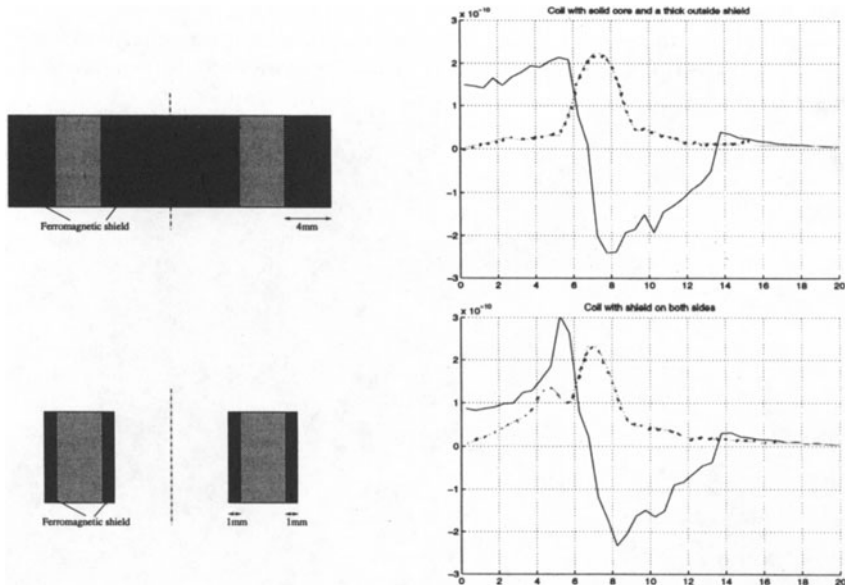 Coil with solid core and a thick outside shield
x 10⁻¹⁰
3
2
1
0
−1
−2
−3
0 2 4 6 8 10 12 14 16 18 20
Ferromagnetic shield
4mm
Coil with shield on both sides
x 10⁻¹⁰
3
2
1
0
−1
−2
−3
0 2 4 6 8 10 12 14 16 18 20
Ferromagnetic shield
1mm 1mm